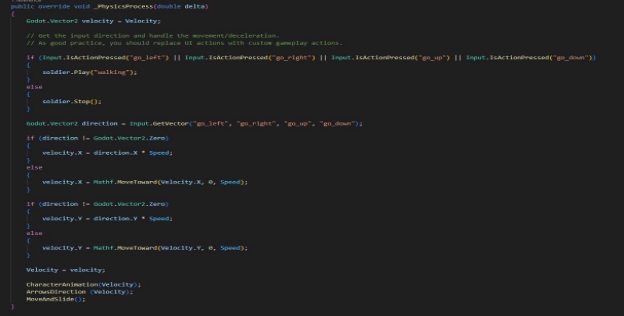 public override void _PhysicsProcess(double delta)
{
Godot.Vector2 velocity = Velocity;
// Get the input direction and handle the movement/deceleration.
// As good practice, you should replace UI actions with custom gameplay actions.
if (Input.IsActionPressed("go_left") || Input.IsActionPressed("go_right") || Input.IsActionPressed("go_up") || Input.IsActionPressed("go_down"))
{
soldier.Play("walking");
}
else
{
soldier.Stop();
}
Godot.Vector2 direction = Input.GetVector("go_left", "go_right", "go_up", "go_down");
if (direction != Godot.Vector2.Zero)
{
velocity.X = direction.X * Speed;
}
else
{
velocity.X = Mathf.MoveToward(Velocity.X, 0, Speed);
}
if (direction != Godot.Vector2.Zero)
{
velocity.Y = direction.Y * Speed;
}
else
{
velocity.Y = Mathf.MoveToward(Velocity.Y, 0, Speed);
}
Velocity = velocity;
CharacterAnimation(Velocity);
ArrowsDirection (Velocity);
MoveAndSlide();
}